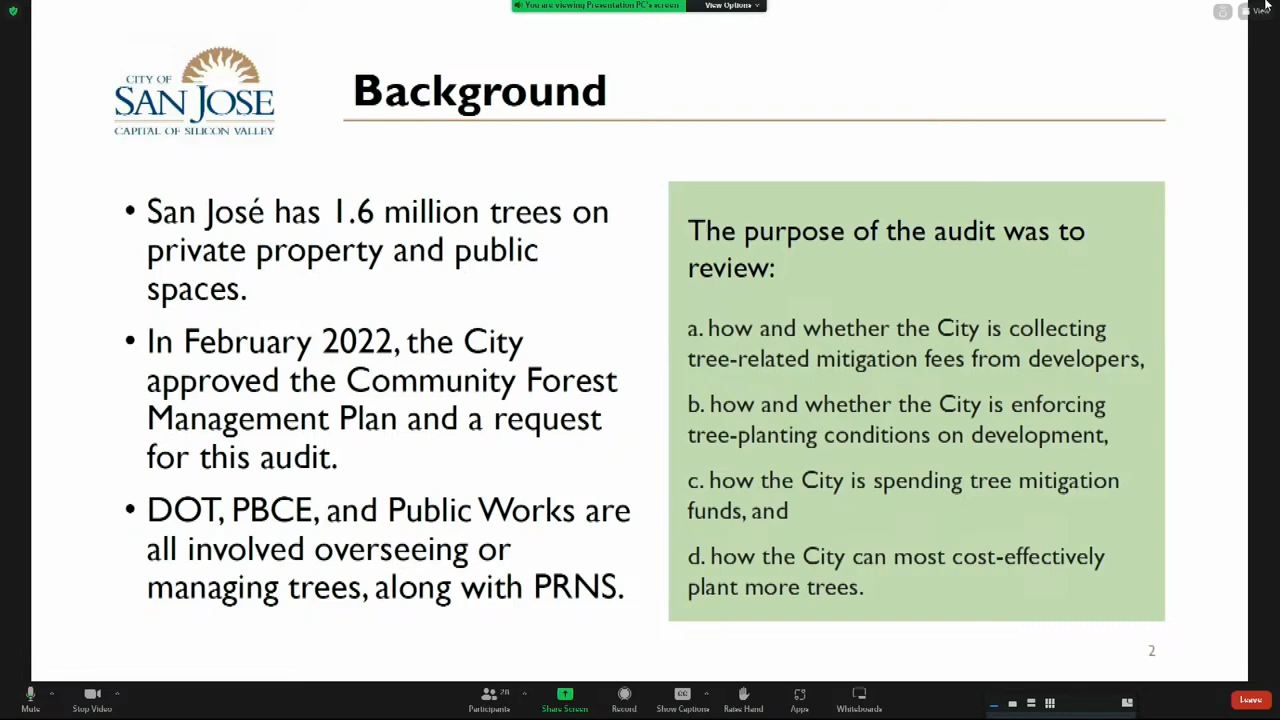 You are viewing Presentation PC's screen
View Options
View
CITY OF
SAN JOSE
CAPITAL OF SILICON VALLEY
Background
• San José has 1.6 million trees on
private property and public
spaces.
• In February 2022, the City
approved the Community Forest
Management Plan and a request
for this audit.
• DOT, PBCE, and Public Works are
all involved overseeing or
managing trees, along with PRNS.
The purpose of the audit was to
review:
a. how and whether the City is collecting
tree-related mitigation fees from developers,
b. how and whether the City is enforcing
tree-planting conditions on development,
c. how the City is spending tree mitigation
funds, and
d. how the City can most cost-effectively
plant more trees.
2
Mute
Stop Video
28
Participants
Share Screen
Record
CC
Show Captions
Raise Hand
Apps
Whiteboards
Leave